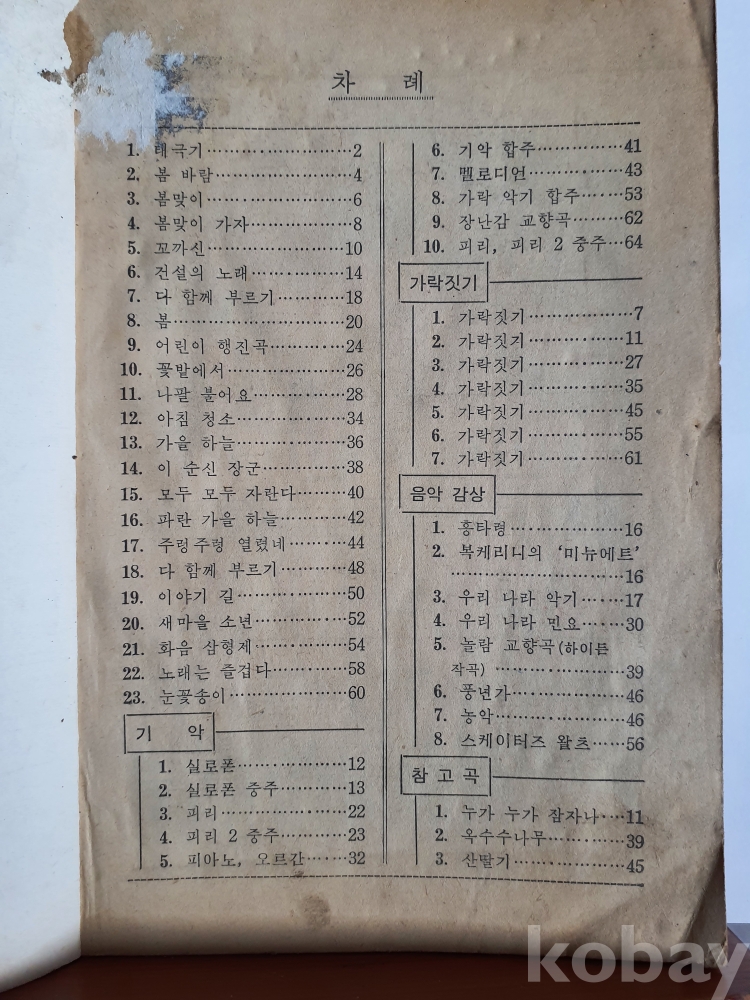 차 례
1. 태극기 2
2. 봄 바람 4
3. 봄맞이 6
4. 봄맞이 가자 8
5. 꼬까신 10
6. 건설의 노래 14
7. 다 함께 부르기 18
8. 봄 20
9. 어린이 행진곡 24
10. 꽃밭에서 26
11. 나팔 불어요 28
12. 아침 청소 34
13. 가을 하늘 36
14. 이 순신 장군 38
15. 모두 모두 자란다 40
16. 파란 가을 하늘 42
17. 주렁주렁 열렸네 44
18. 다 함께 부르기 48
19. 이야기 길 50
20. 새마을 소년 52
21. 화음 삼형제 54
22. 노래는 즐겁다 58
23. 눈꽃송이 60
기 악
1. 실로폰 12
2. 실로폰 중주 13
3. 피리 22
4. 피리 2 중주 23
5. 피아노, 오르간 32
6. 기악 합주 41
7. 멜로디언 43
8. 가락 악기 합주 53
9. 장난감 교향곡 62
10. 피리, 피리 2 중주 64
가락짓기
1. 가락짓기 7
2. 가락짓기 11
3. 가락짓기 27
4. 가락짓기 35
5. 가락짓기 45
6. 가락짓기 55
7. 가락짓기 61
음악 감상
1. 흥타령 16
2. 복케리니의 '미뉴에트'
16
3. 우리 나라 악기 17
4. 우리 나라 민요 30
5. 놀람 교향곡(하이든
작곡) 39
6. 풍년가 46
7. 농악 46
8. 스케이터즈 왈츠 56
참 고 곡
1. 누가 누가 잠자나 11
2. 옥수수나무 39
3. 산딸기 45
kobay